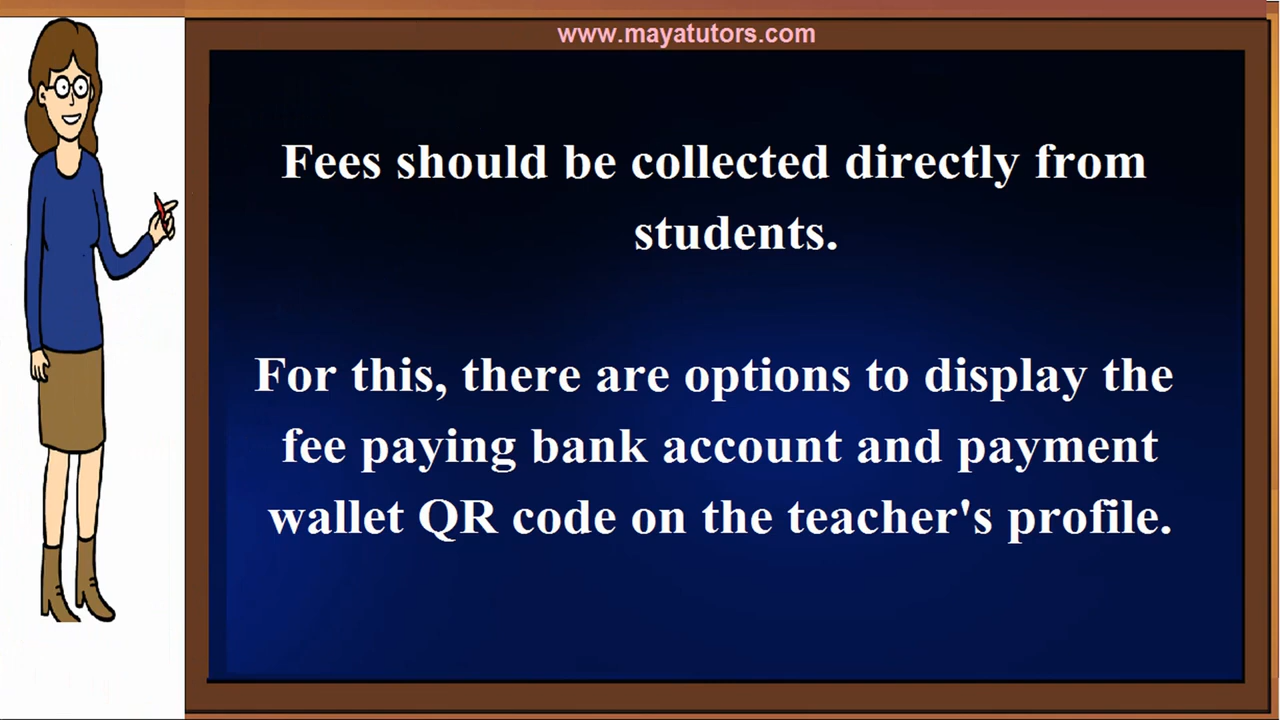 www.mayatutors.com
Fees should be collected directly from
students.
For this, there are options to display the
fee paying bank account and payment
wallet QR code on the teacher's profile.